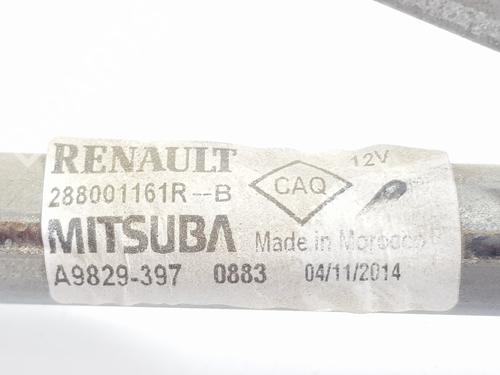 RENAULT
12V
288001161R--B
CAQ
MITSUBA
Made in Morocco
A9829-397 0883 04/11/2014